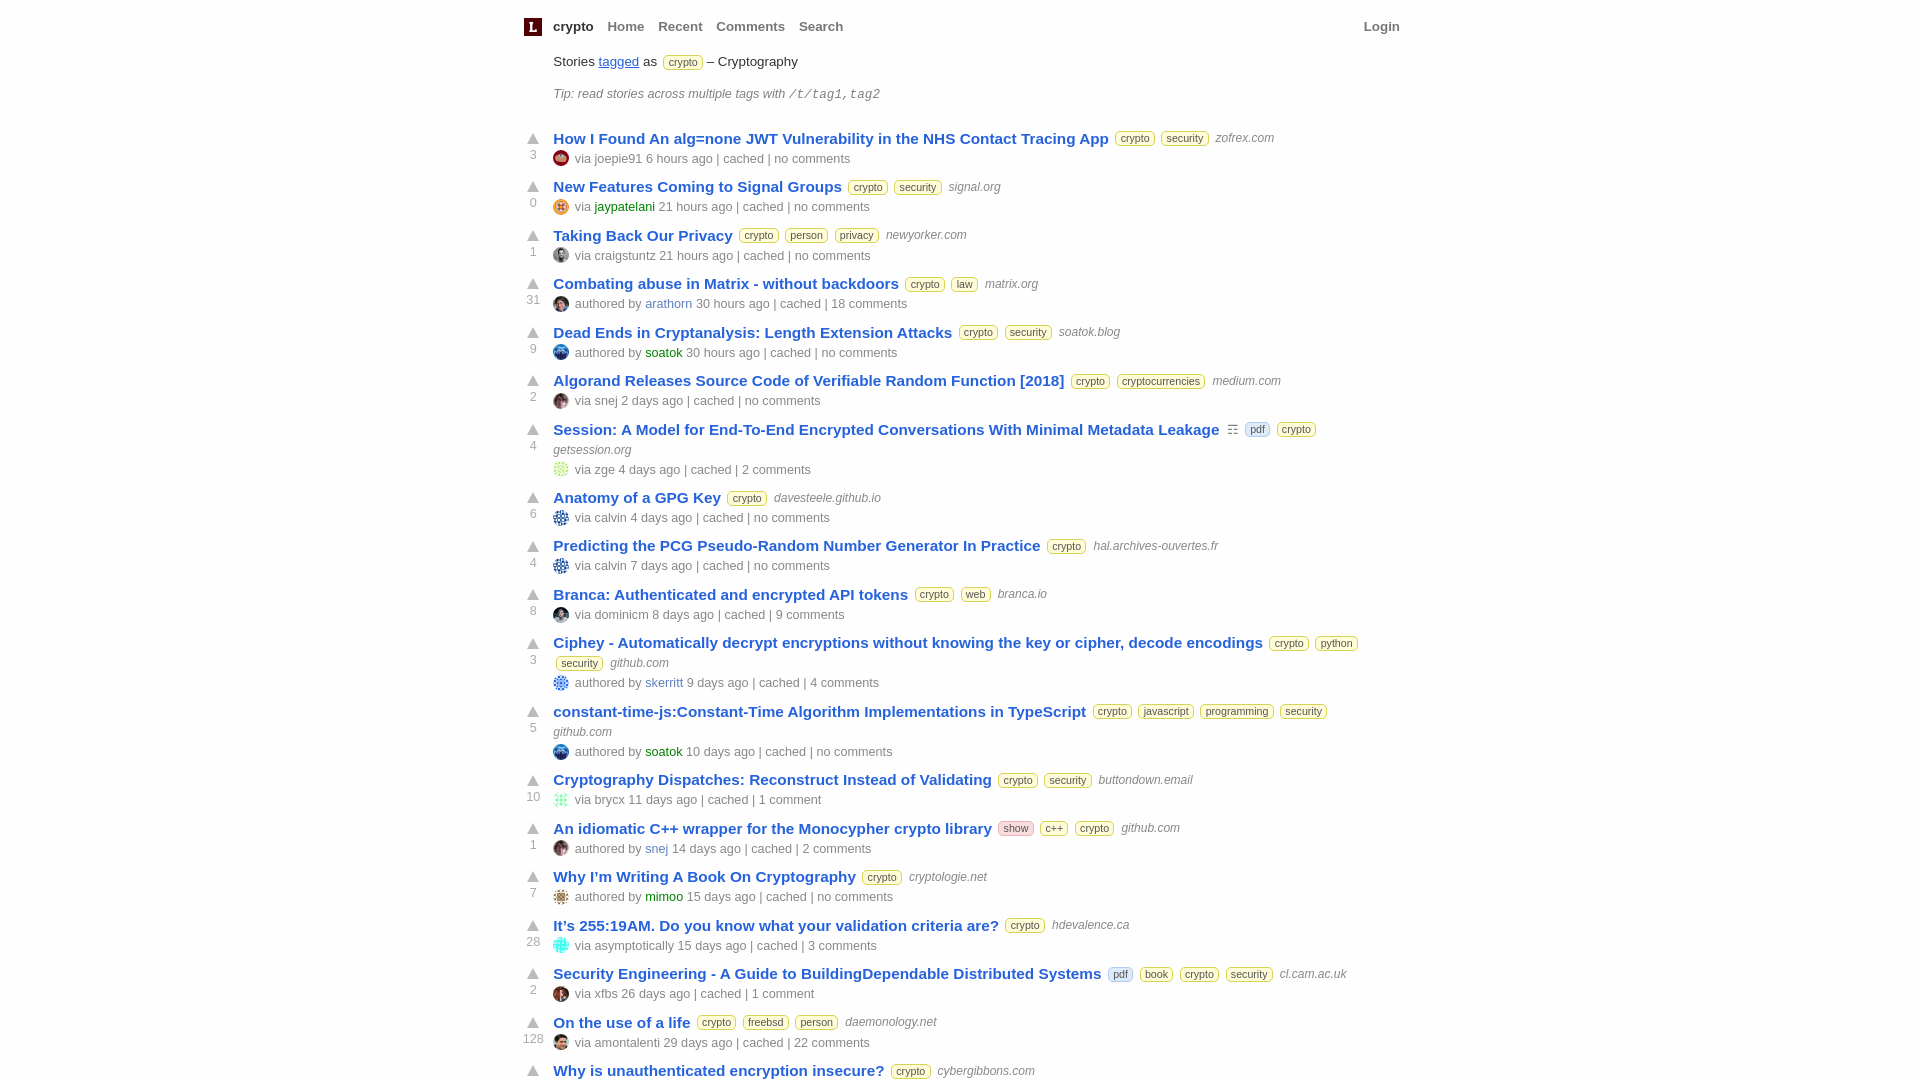 L crypto Home Recent Comments Search Login
Stories tagged as crypto – Cryptography
Tip: read stories across multiple tags with /t/tag1,tag2
How I Found An alg=none JWT Vulnerability in the NHS Contact Tracing App crypto security zofrex.com
3 via joepie91 6 hours ago | cached | no comments
New Features Coming to Signal Groups crypto security signal.org
0 via jaypatelani 21 hours ago | cached | no comments
Taking Back Our Privacy crypto person privacy newyorker.com
1 via craigstuntz 21 hours ago | cached | no comments
Combating abuse in Matrix - without backdoors crypto law matrix.org
31 authored by arathorn 30 hours ago | cached | 18 comments
Dead Ends in Cryptanalysis: Length Extension Attacks crypto security soatok.blog
9 authored by soatok 30 hours ago | cached | no comments
Algorand Releases Source Code of Verifiable Random Function [2018] crypto cryptocurrencies medium.com
2 via snej 2 days ago | cached | no comments
Session: A Model for End-To-End Encrypted Conversations With Minimal Metadata Leakage ☶ pdf crypto
4 getsession.org
via zge 4 days ago | cached | 2 comments
Anatomy of a GPG Key crypto davesteele.github.io
6 via calvin 4 days ago | cached | no comments
Predicting the PCG Pseudo-Random Number Generator In Practice crypto hal.archives-ouvertes.fr
4 via calvin 7 days ago | cached | no comments
Branca: Authenticated and encrypted API tokens crypto web branca.io
8 via dominicm 8 days ago | cached | 9 comments
Ciphey - Automatically decrypt encryptions without knowing the key or cipher, decode encodings crypto python
3 security github.com
authored by skerritt 9 days ago | cached | 4 comments
constant-time-js:Constant-Time Algorithm Implementations in TypeScript crypto javascript programming security
5 github.com
authored by soatok 10 days ago | cached | no comments
Cryptography Dispatches: Reconstruct Instead of Validating crypto security buttondown.email
10 via brycx 11 days ago | cached | 1 comment
An idiomatic C++ wrapper for the Monocypher crypto library show c++ crypto github.com
1 authored by snej 14 days ago | cached | 2 comments
Why I’m Writing A Book On Cryptography crypto cryptologie.net
7 authored by mimoo 15 days ago | cached | no comments
It’s 255:19AM. Do you know what your validation criteria are? crypto hdevalence.ca
28 via asymptotically 15 days ago | cached | 3 comments
Security Engineering - A Guide to BuildingDependable Distributed Systems pdf book crypto security cl.cam.ac.uk
2 via xfbs 26 days ago | cached | 1 comment
On the use of a life crypto freebsd person daemonology.net
128 via amontalenti 29 days ago | cached | 22 comments
Why is unauthenticated encryption insecure? crypto cybergibbons.com